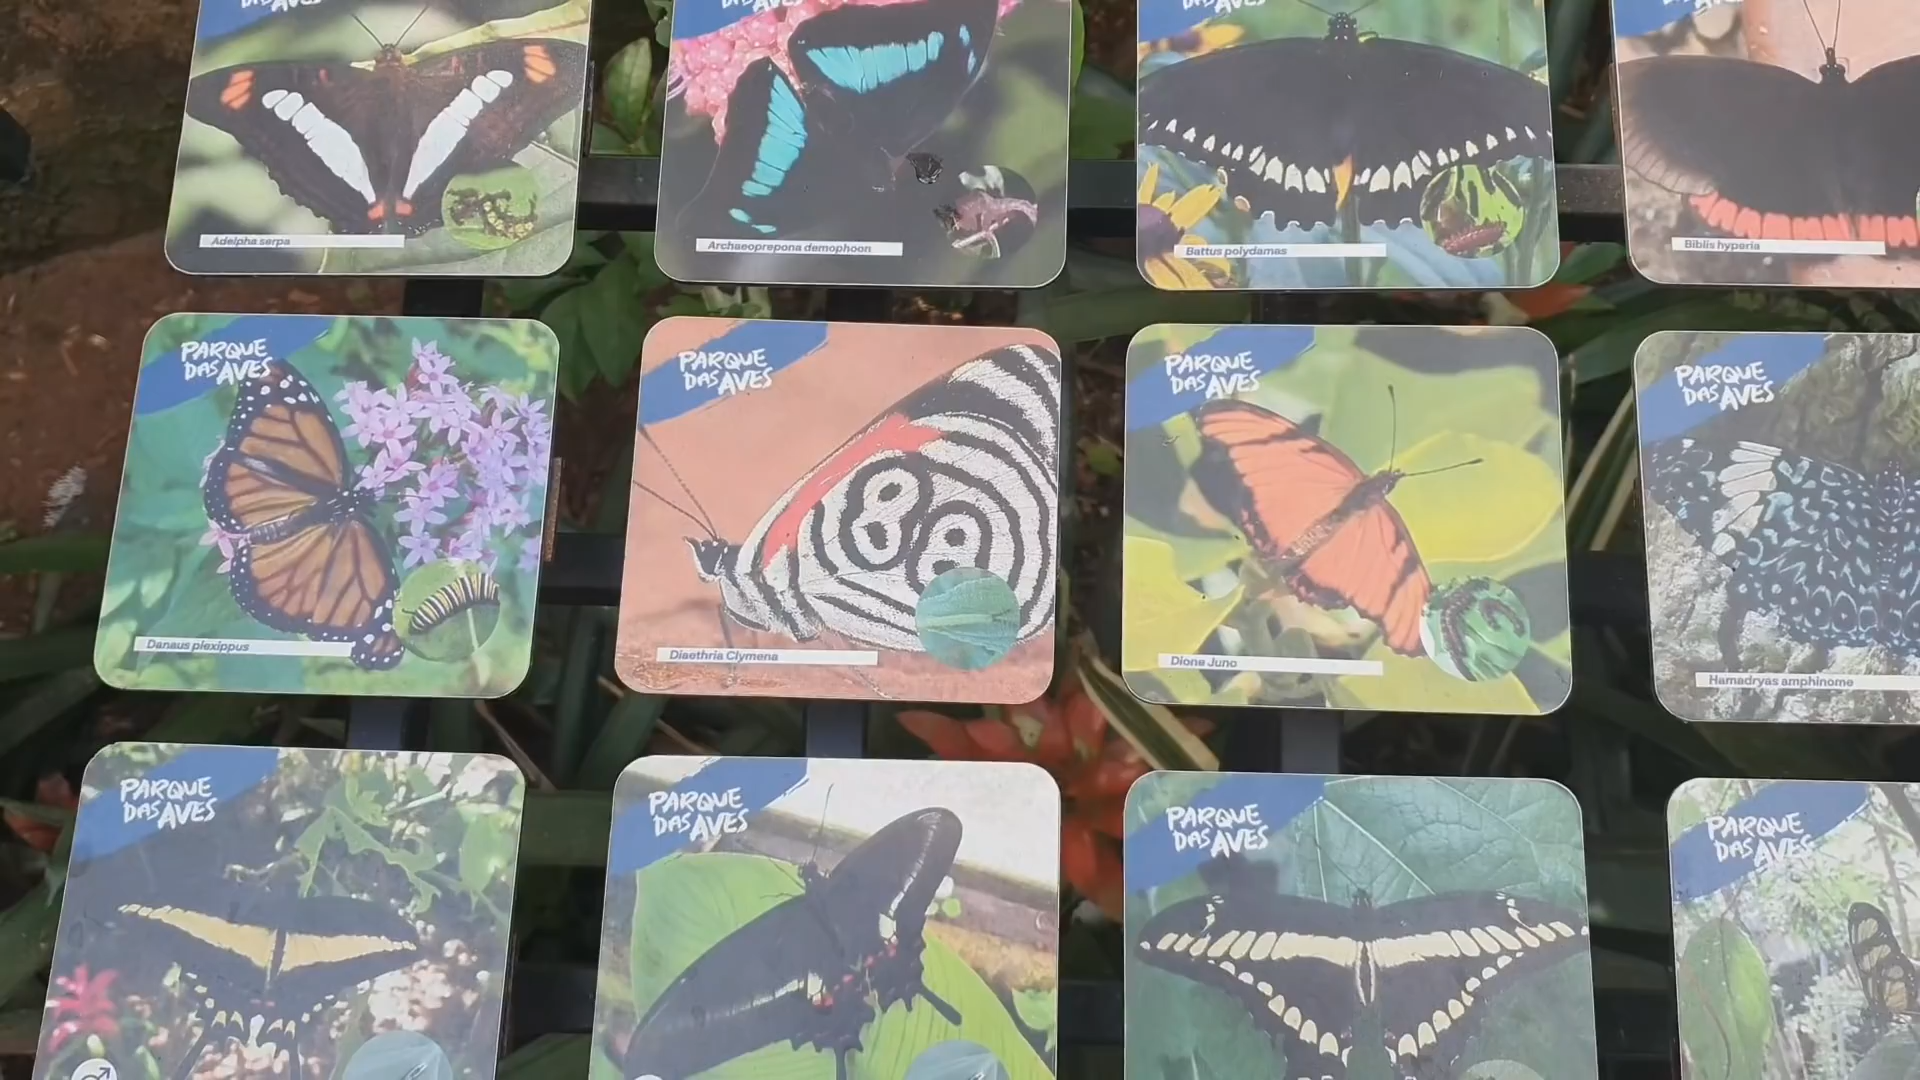 DAS AVES
DAS AVES
DAS AVES
Adelpha serpa
Archaeoprepona demophoon
Battus polydamas
Biblis hyperia
PARQUE
DAS AVES
PARQUE
DAS AVES
PARQUE
DAS AVES
PARQUE
DAS AVES
Danaus plexippus
Diaethria Clymena
Dione Juno
Hamadryas amphinome
PARQUE
DAS AVES
PARQUE
DAS AVES
PARQUE
DAS AVES
PARQUE
DAS AVES